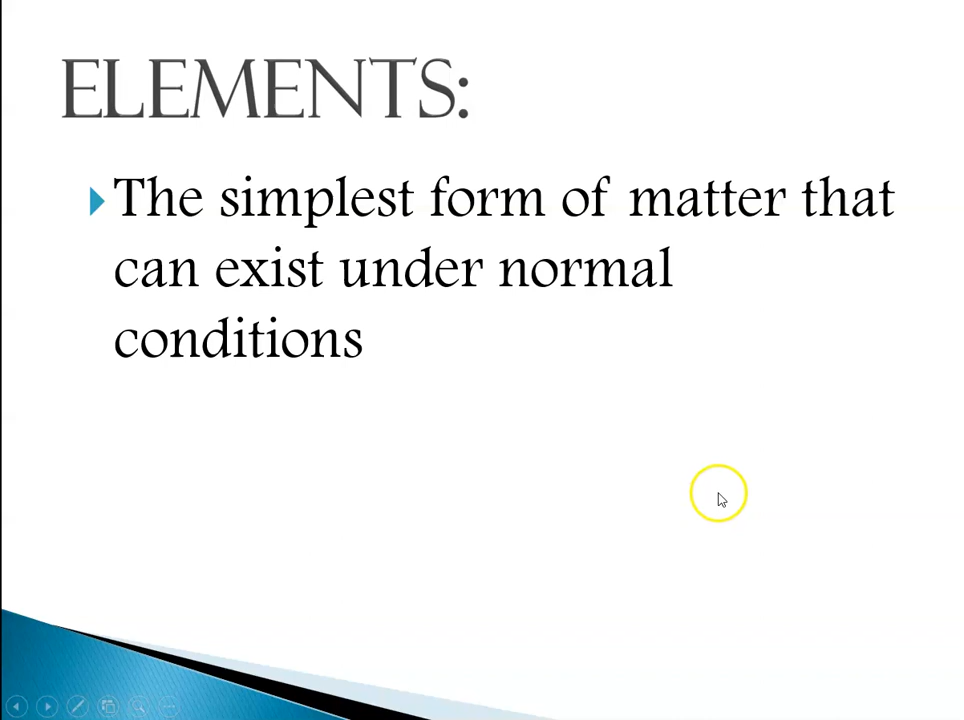 ELEMENTS:
The simplest form of matter that
can exist under normal
conditions